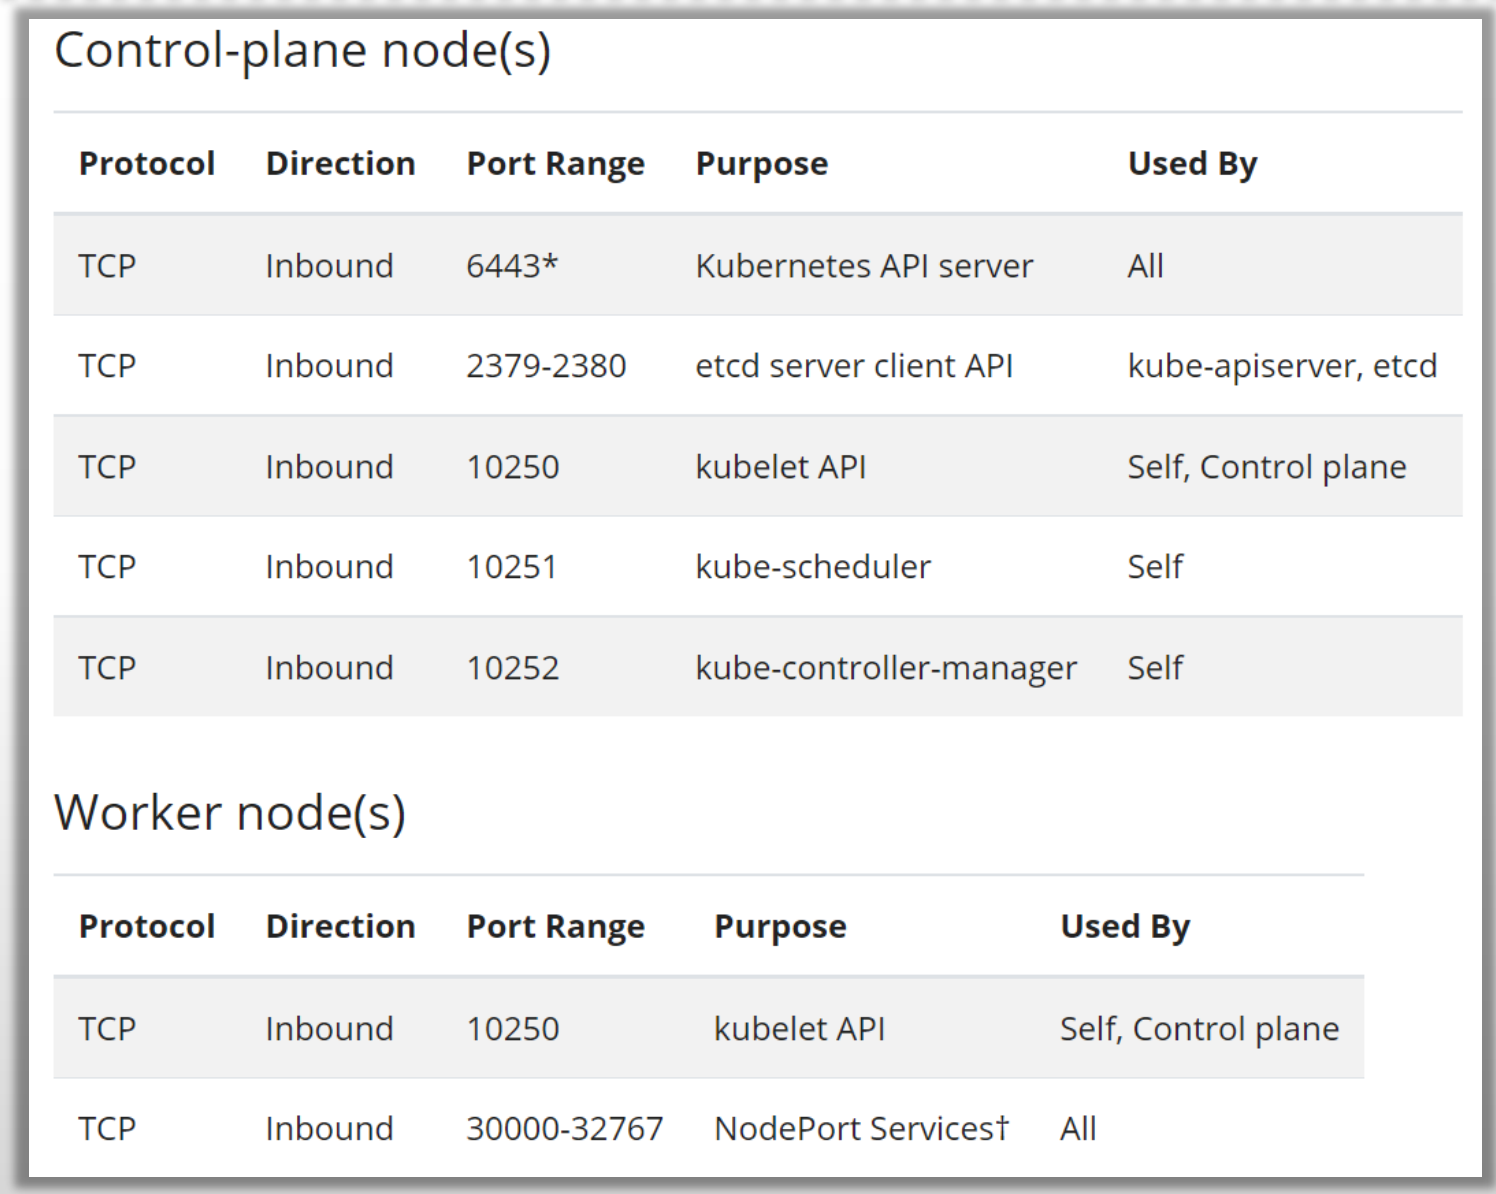 Control-plane node(s)
Protocol Direction Port Range Purpose Used By
TCP Inbound 6443* Kubernetes API server All
TCP Inbound 2379-2380 etcd server client API kube-apiserver, etcd
TCP Inbound 10250 kubelet API Self, Control plane
TCP Inbound 10251 kube-scheduler Self
TCP Inbound 10252 kube-controller-manager Self
Worker node(s)
Protocol Direction Port Range Purpose Used By
TCP Inbound 10250 kubelet API Self, Control plane
TCP Inbound 30000-32767 NodePort Services† All